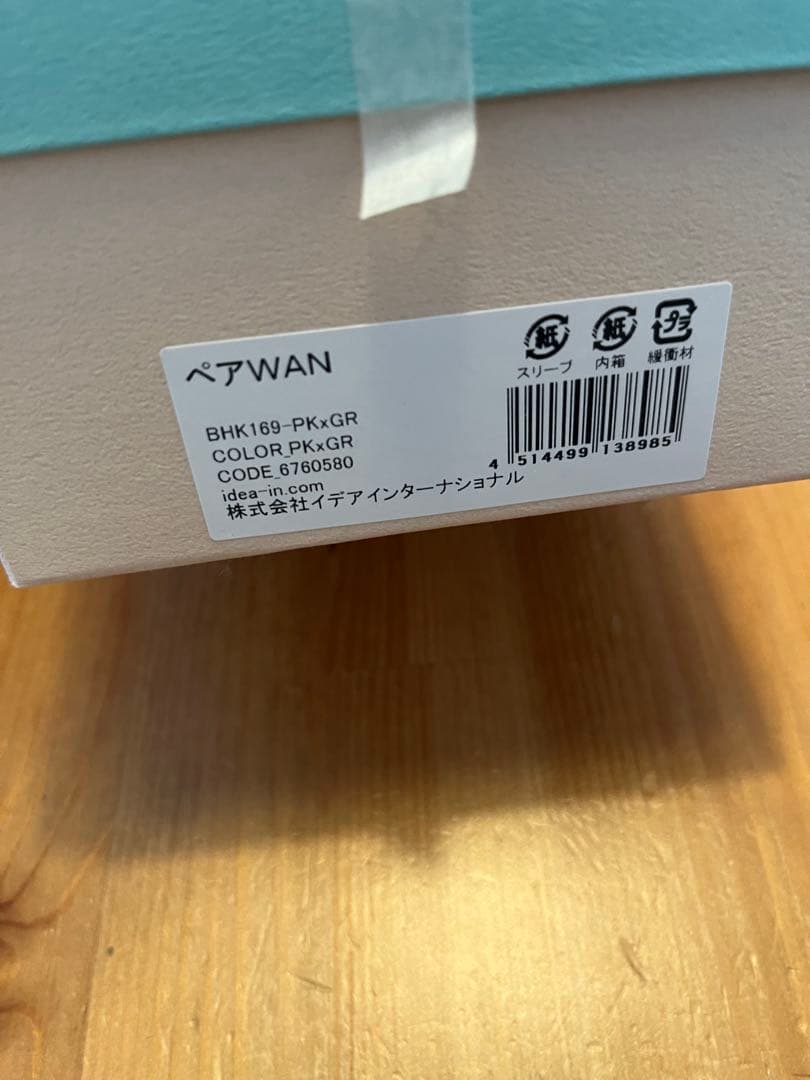 ペアWAN
紙 紙 プラ
スリーブ 内箱 緩衝材
BHK169-PKxGR
COLOR_PKxGR
CODE_6760580
idea-in.com
株式会社イデアインターナショナル
4 514499 138985